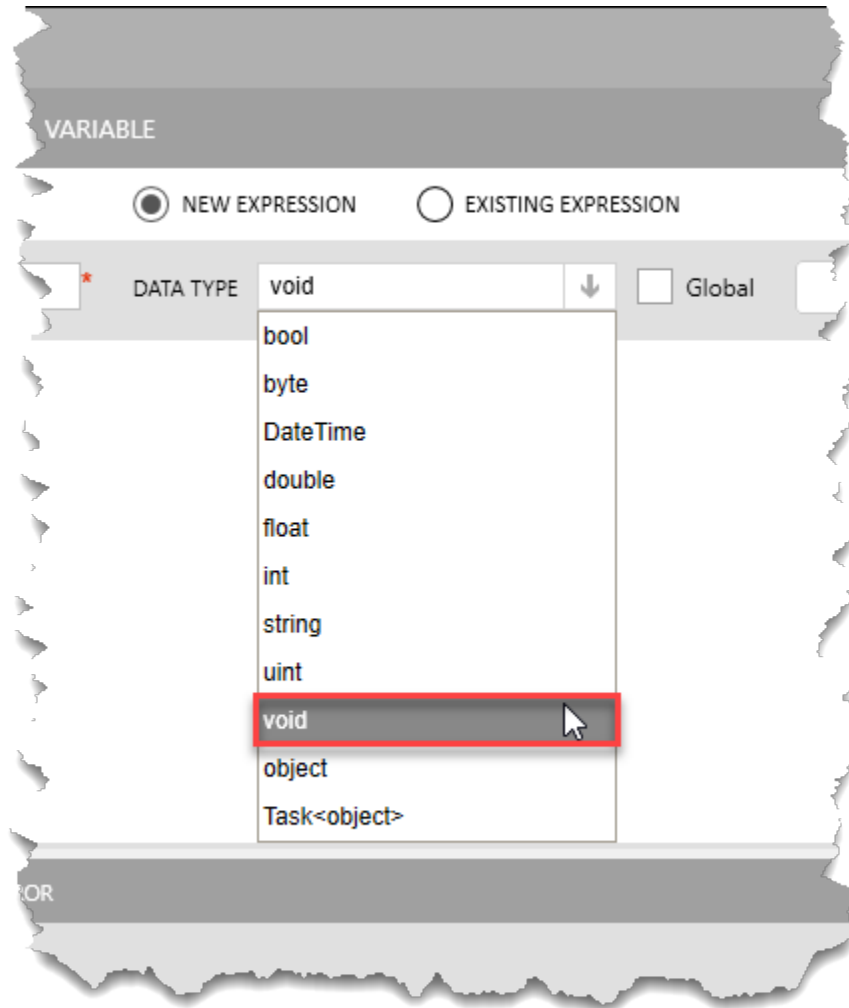 VARIABLE
NEW EXPRESSION EXISTING EXPRESSION
* DATA TYPE void Global
bool
byte
DateTime
double
float
int
string
uint
void
object
Task<object>